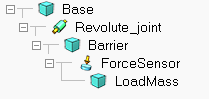 Base
Revolute_joint
Barrier
ForceSensor
LoadMass